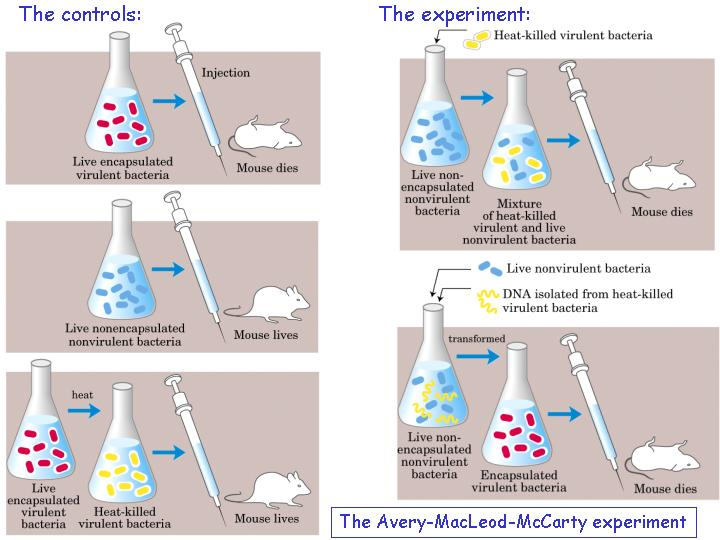 The controls:
Injection
Live encapsulated
virulent bacteria
Mouse dies
Live nonencapsulated
nonvirulent bacteria
Mouse lives
heat
Live
encapsulated
virulent
bacteria
Heat-killed
virulent bacteria
Mouse lives
The experiment:
Heat-killed virulent bacteria
Live non-
encapsulated
nonvirulent
bacteria
Mixture
of heat-killed
virulent and live
nonvirulent bacteria
Mouse dies
Live nonvirulent bacteria
DNA isolated from heat-killed
virulent bacteria
transformed
Live non-
encapsulated
nonvirulent
bacteria
Encapsulated
virulent bacteria
Mouse dies
The Avery-MacLeod-McCarty experiment